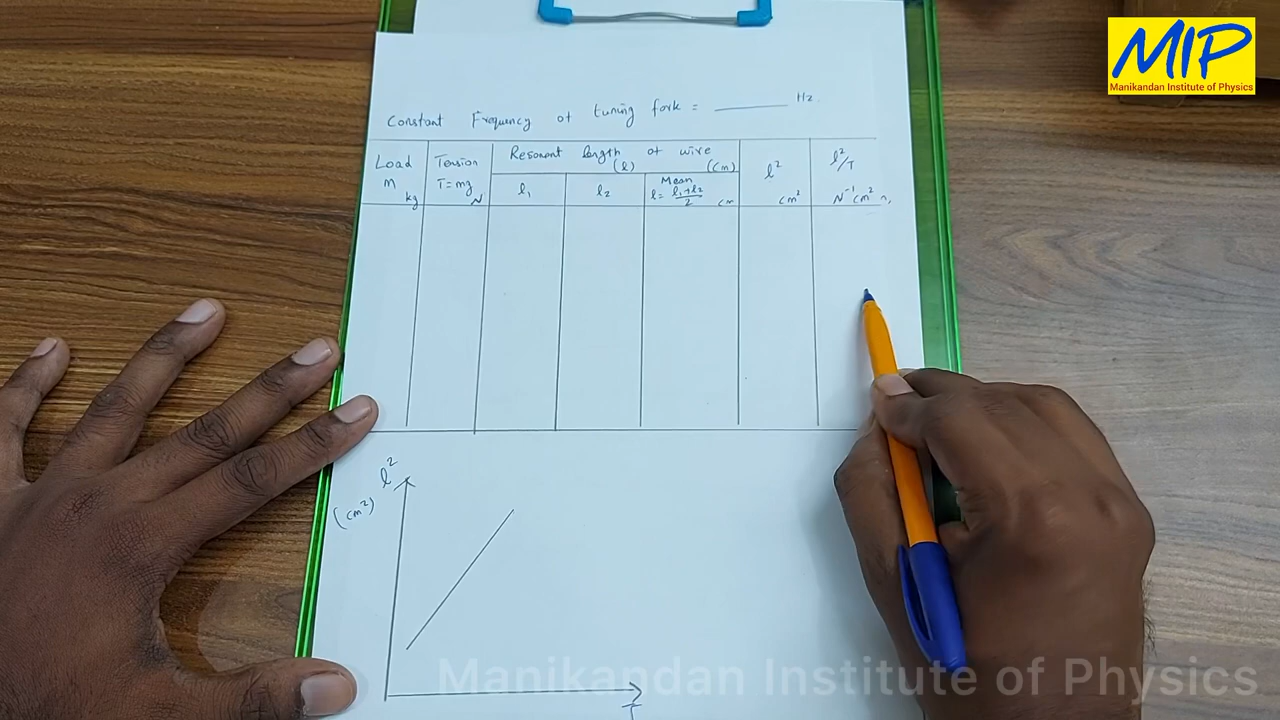 MIP
Manikandan Institute of Physics
Constant Frequency of tuning fork = ______ Hz.
Load
m
kg
Tension
T = mg
N
Resonant length of wire
(l) (cm)
l₁
l₂
Mean
l = l₁+l₂/2 cm
l²
cm²
l²/T
N⁻¹ cm²
l²
(cm²)
T
Manikandan Institute of Physics